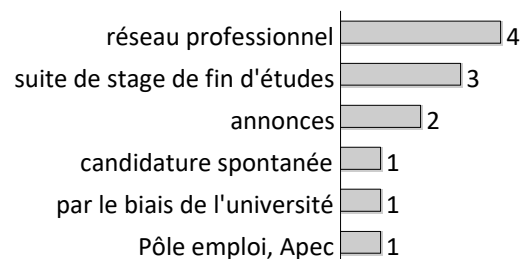 réseau professionnel 4
suite de stage de fin d'études 3
annonces 2
candidature spontanée 1
par le biais de l'université 1
Pôle emploi, Apec 1